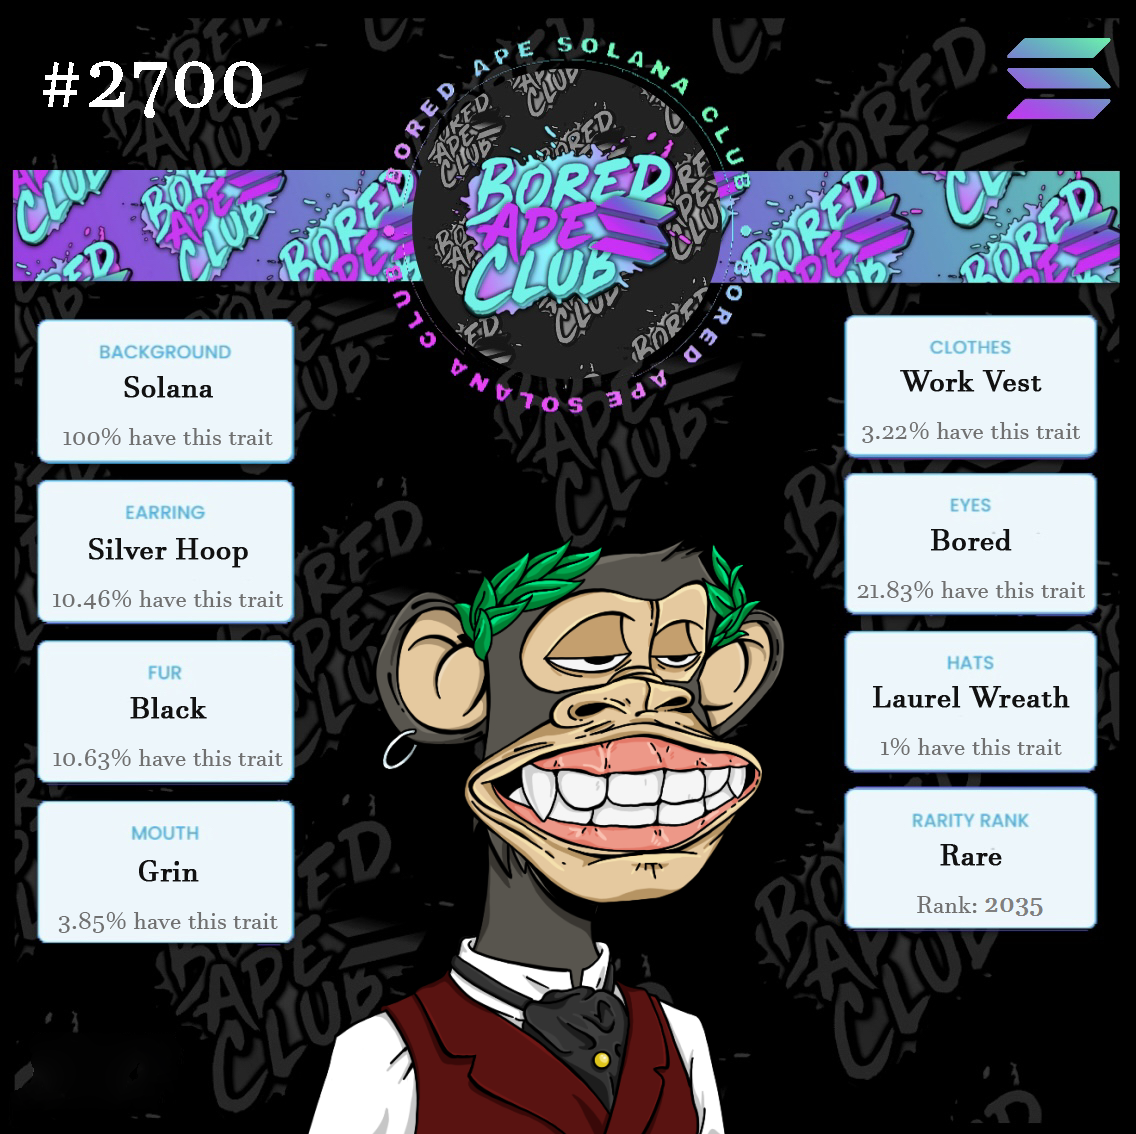 #2700
BORED APE SOLANA CLUB
BORED APE SOLANA CLUB
BORED
APE
CLUB
BACKGROUND
Solana
100% have this trait
EARRING
Silver Hoop
10.46% have this trait
FUR
Black
10.63% have this trait
MOUTH
Grin
3.85% have this trait
CLOTHES
Work Vest
3.22% have this trait
EYES
Bored
21.83% have this trait
HATS
Laurel Wreath
1% have this trait
RARITY RANK
Rare
Rank: 2035